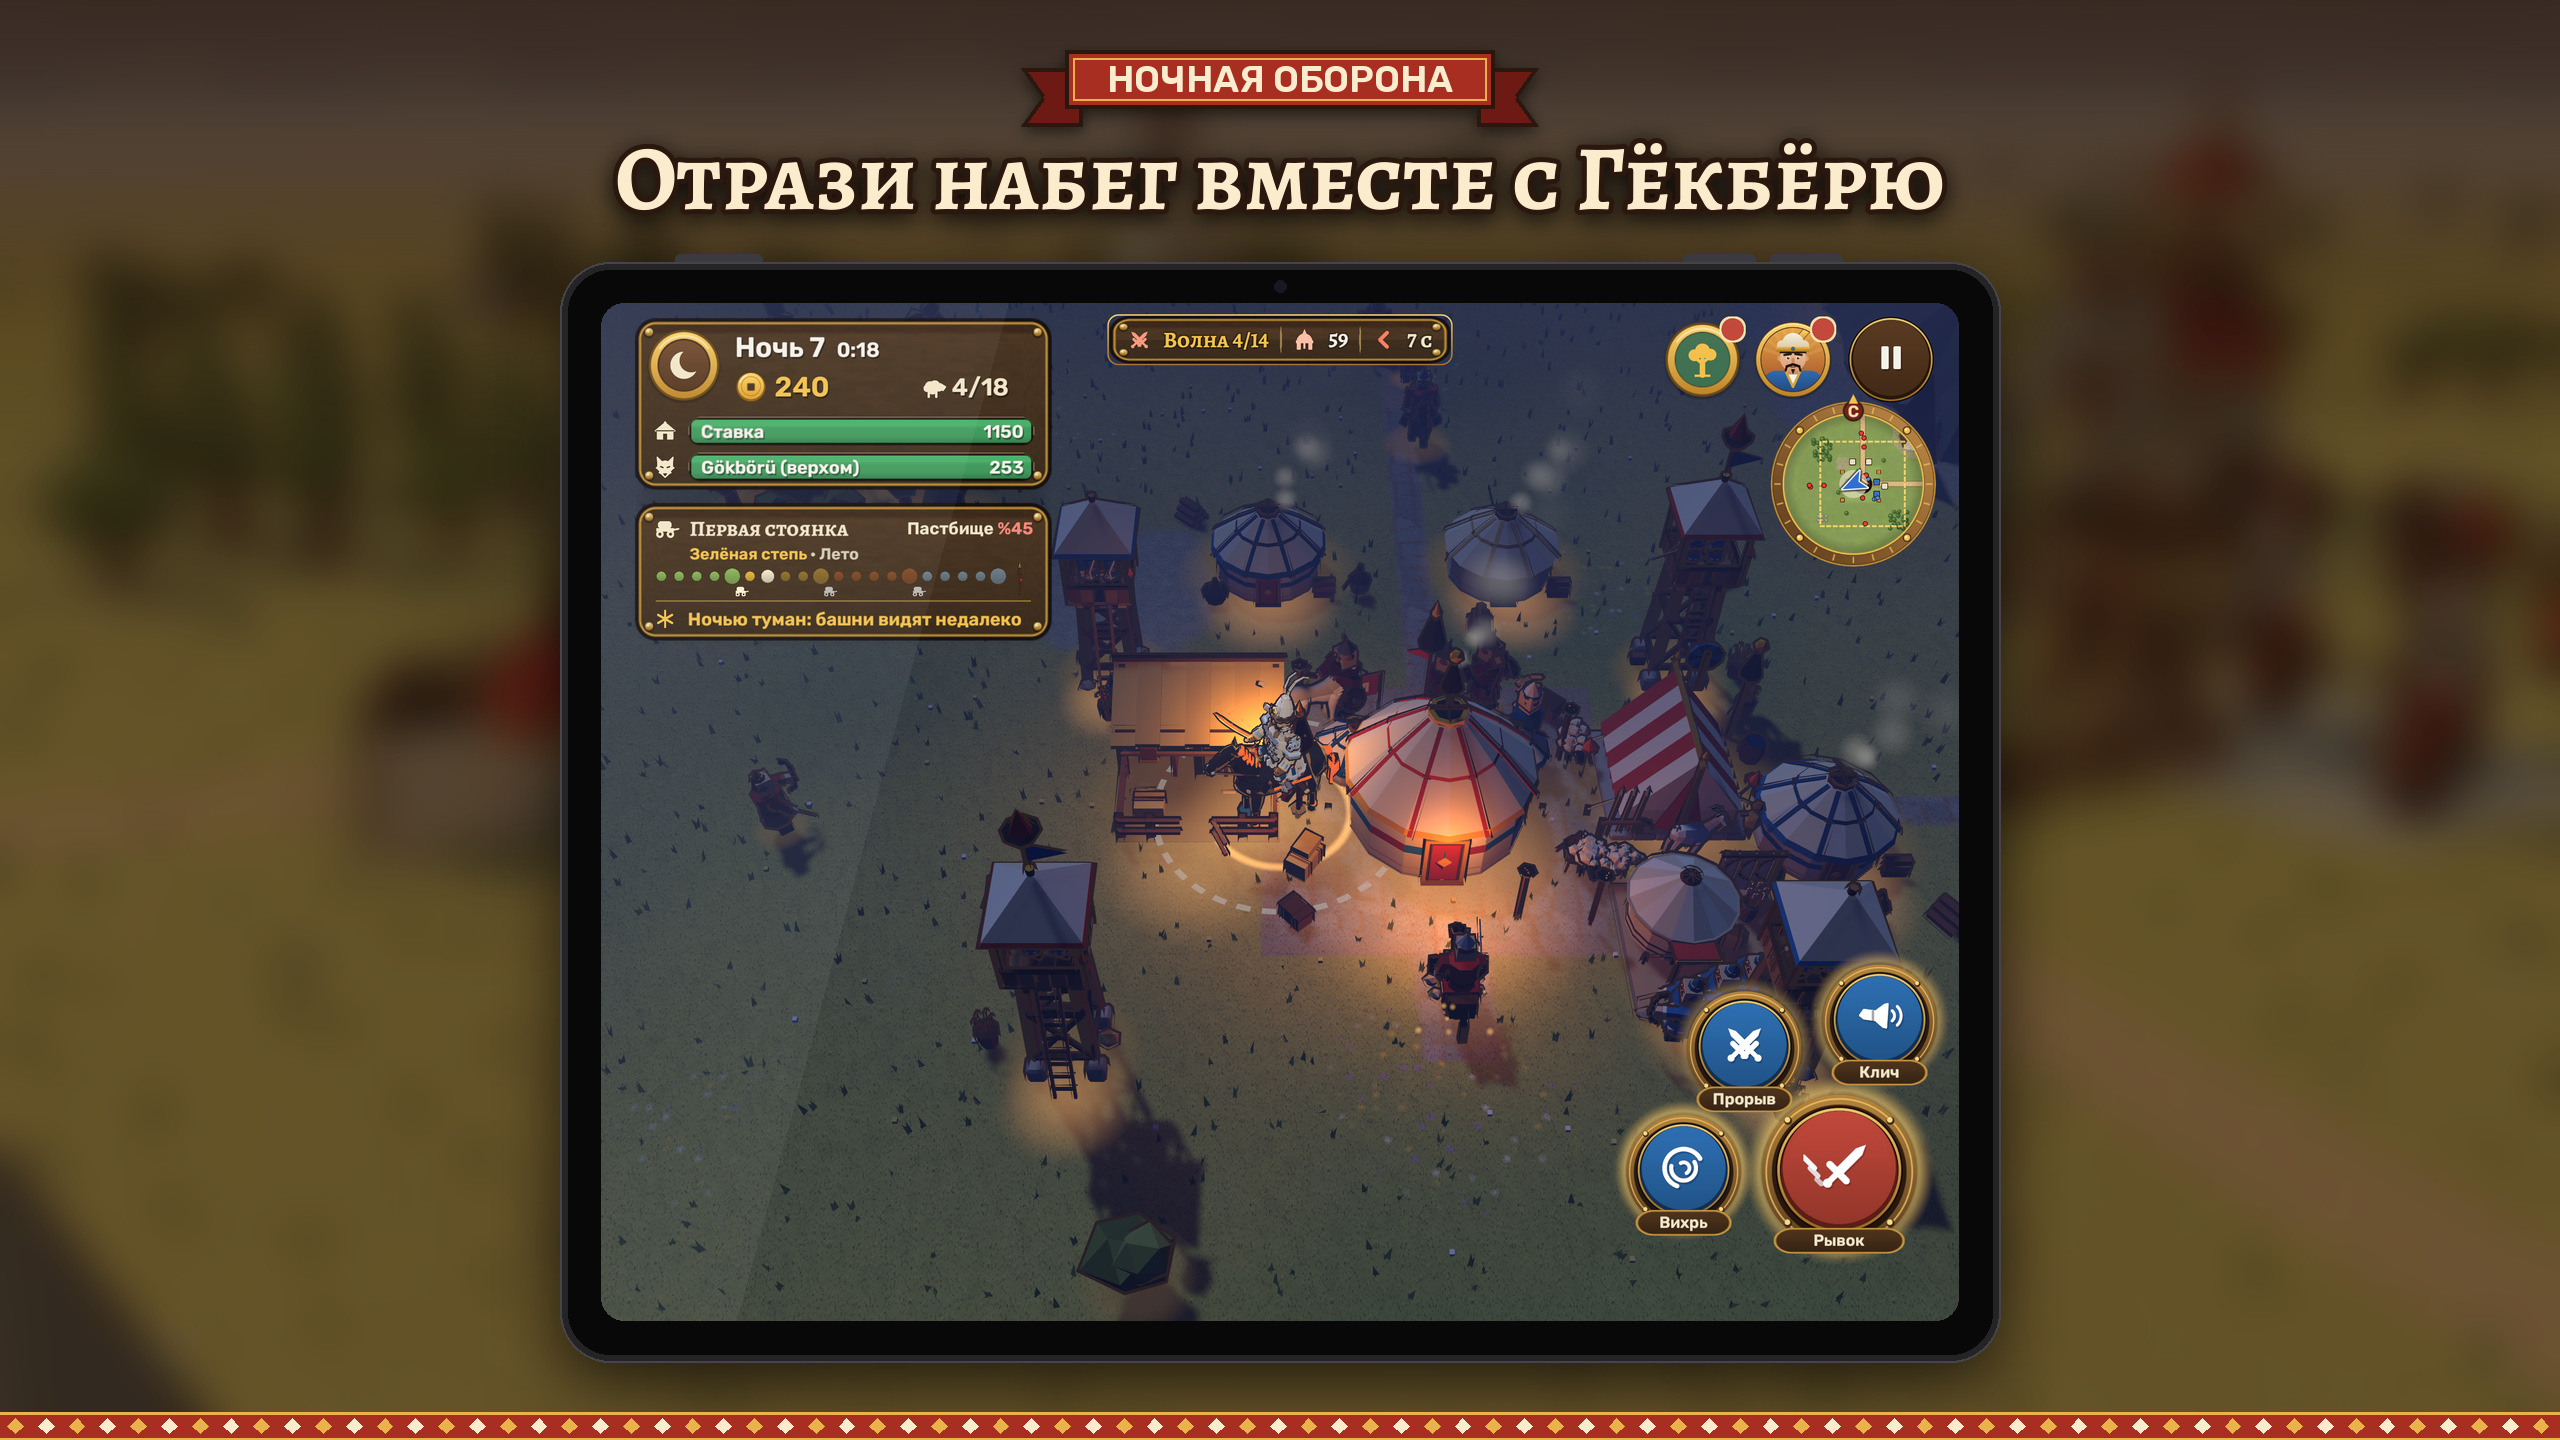 НОЧНАЯ ОБОРОНА
Отрази набег вместе с Гёкбёрю
Ночь 7 0:18
240 4/18
Ставка 1150
Gökbörü (верхом) 253
Первая стоянка Пастбище %45
Зелёная степь • Лето
Ночью туман: башни видят недалеко
Волна 4/14 59 7 с
С
Клич
Прорыв
Вихрь
Рывок